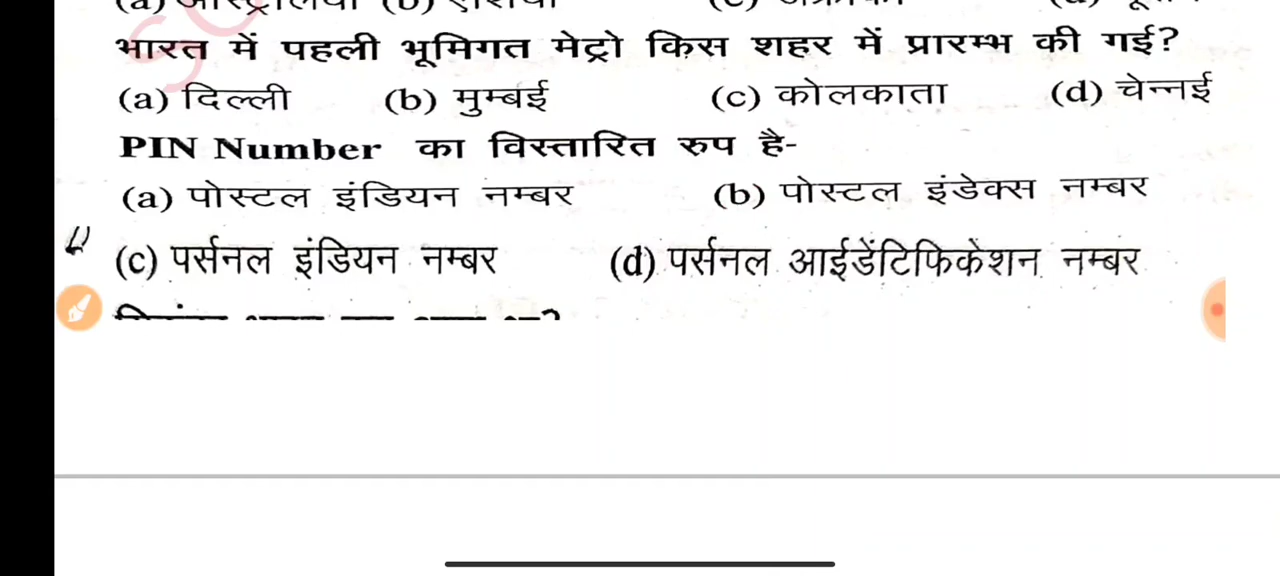 (a) (b) एशिया (c) (d)
भारत में पहली भूमिगत मेट्रो किस शहर में प्रारम्भ की गई?
(a) दिल्ली (b) मुम्बई (c) कोलकाता (d) चेन्नई
PIN Number का विस्तारित रुप है-
(a) पोस्टल इंडियन नम्बर (b) पोस्टल इंडेक्स नम्बर
(c) पर्सनल इंडियन नम्बर (d) पर्सनल आईडेंटिफिकेशन नम्बर